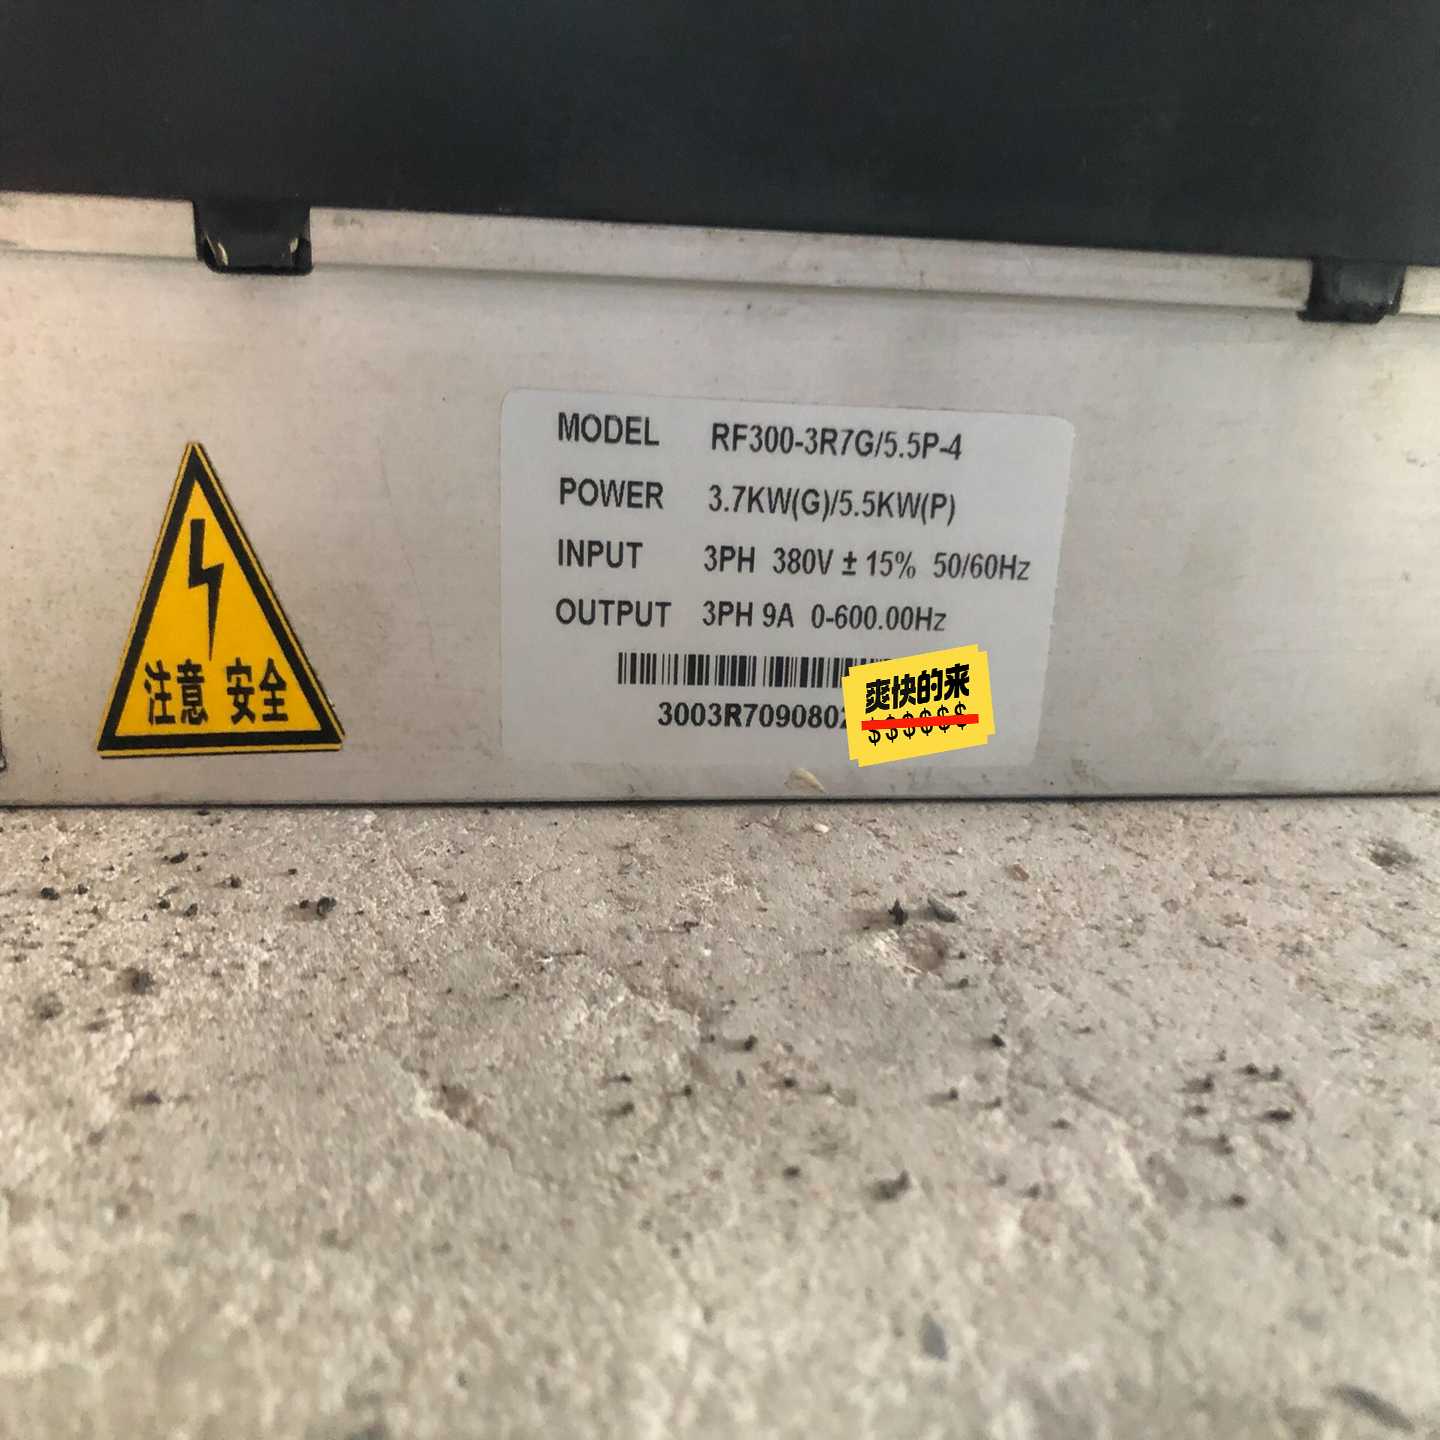 MODEL RF300-3R7G/5.5P-4
POWER 3.7KW(G)/5.5KW(P)
INPUT 3PH 380V ± 15% 50/60Hz
OUTPUT 3PH 9A 0-600.00Hz
3003R7090802
注意 安全
爽快的来
$$$$$$